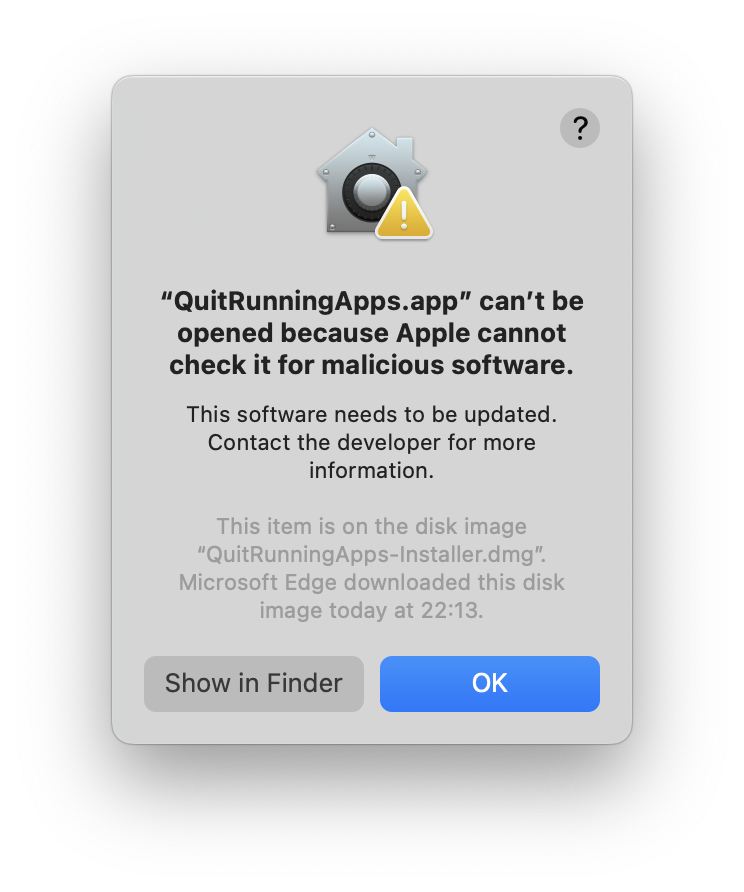 ?
“QuitRunningApps.app” can’t be
opened because Apple cannot
check it for malicious software.
This software needs to be updated.
Contact the developer for more
information.
This item is on the disk image
“QuitRunningApps-Installer.dmg”.
Microsoft Edge downloaded this disk
image today at 22:13.
Show in Finder
OK